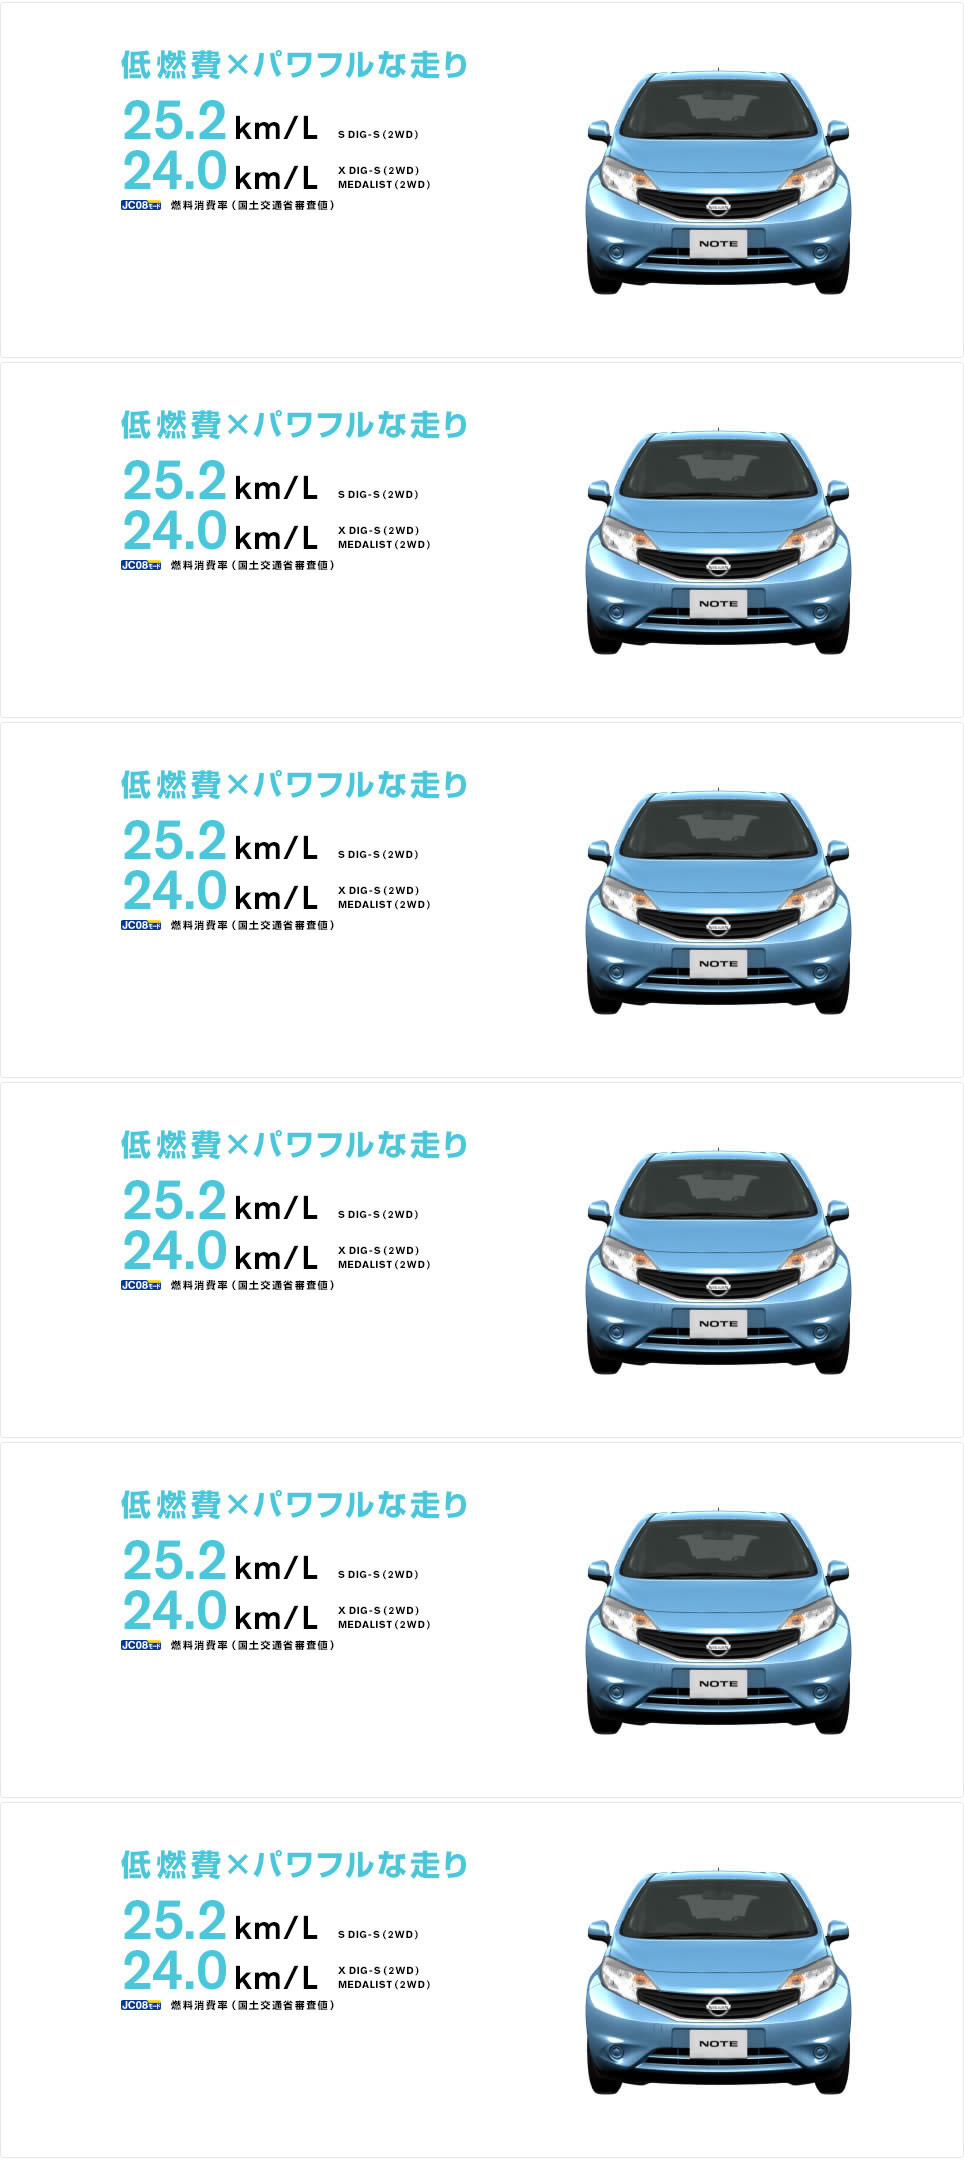 低燃費×パワフルな走り
25.2 km/L S DIG-S (2WD)
24.0 km/L X DIG-S (2WD)
MEDALIST (2WD)
JC08モード 燃料消費率（国土交通省審査値）
NISSAN
NOTE
低燃費×パワフルな走り
25.2 km/L S DIG-S (2WD)
24.0 km/L X DIG-S (2WD)
MEDALIST (2WD)
JC08モード 燃料消費率（国土交通省審査値）
NISSAN
NOTE
低燃費×パワフルな走り
25.2 km/L S DIG-S (2WD)
24.0 km/L X DIG-S (2WD)
MEDALIST (2WD)
JC08モード 燃料消費率（国土交通省審査値）
NISSAN
NOTE
低燃費×パワフルな走り
25.2 km/L S DIG-S (2WD)
24.0 km/L X DIG-S (2WD)
MEDALIST (2WD)
JC08モード 燃料消費率（国土交通省審査値）
NISSAN
NOTE
低燃費×パワフルな走り
25.2 km/L S DIG-S (2WD)
24.0 km/L X DIG-S (2WD)
MEDALIST (2WD)
JC08モード 燃料消費率（国土交通省審査値）
NISSAN
NOTE
低燃費×パワフルな走り
25.2 km/L S DIG-S (2WD)
24.0 km/L X DIG-S (2WD)
MEDALIST (2WD)
JC08モード 燃料消費率（国土交通省審査値）
NISSAN
NOTE